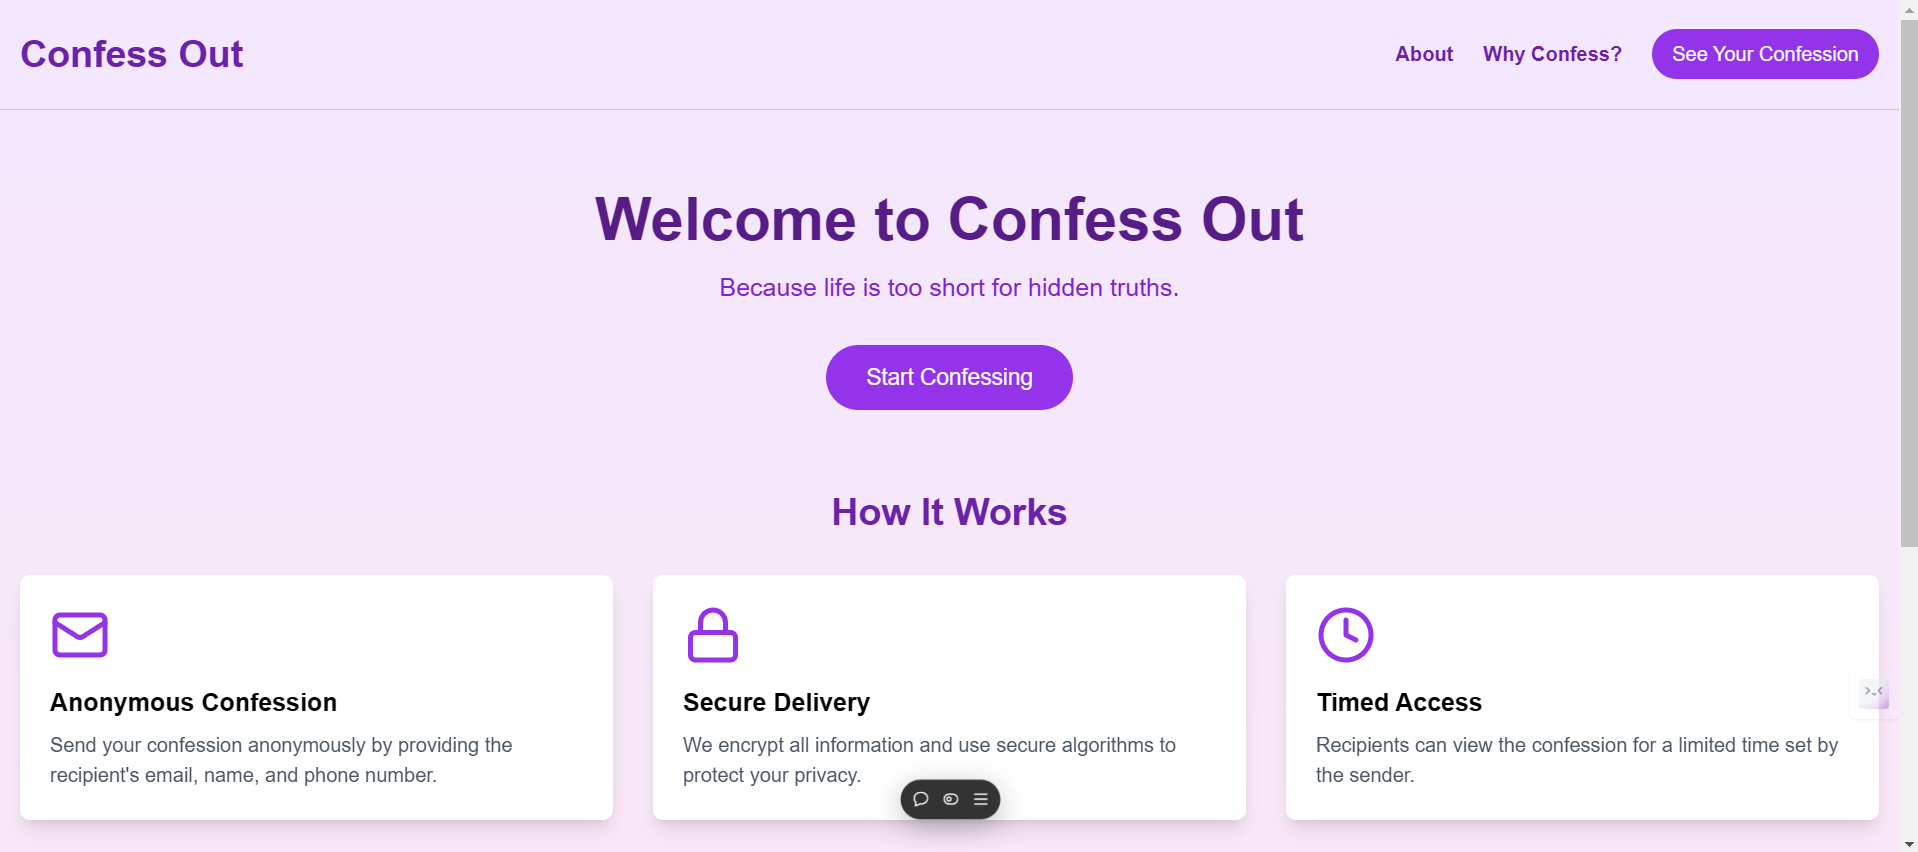 Confess Out
About
Why Confess?
See Your Confession
Welcome to Confess Out
Because life is too short for hidden truths.
Start Confessing
How It Works
Anonymous Confession
Send your confession anonymously by providing the
recipient's email, name, and phone number.
Secure Delivery
We encrypt all information and use secure algorithms to
protect your privacy.
Timed Access
Recipients can view the confession for a limited time set by
the sender.